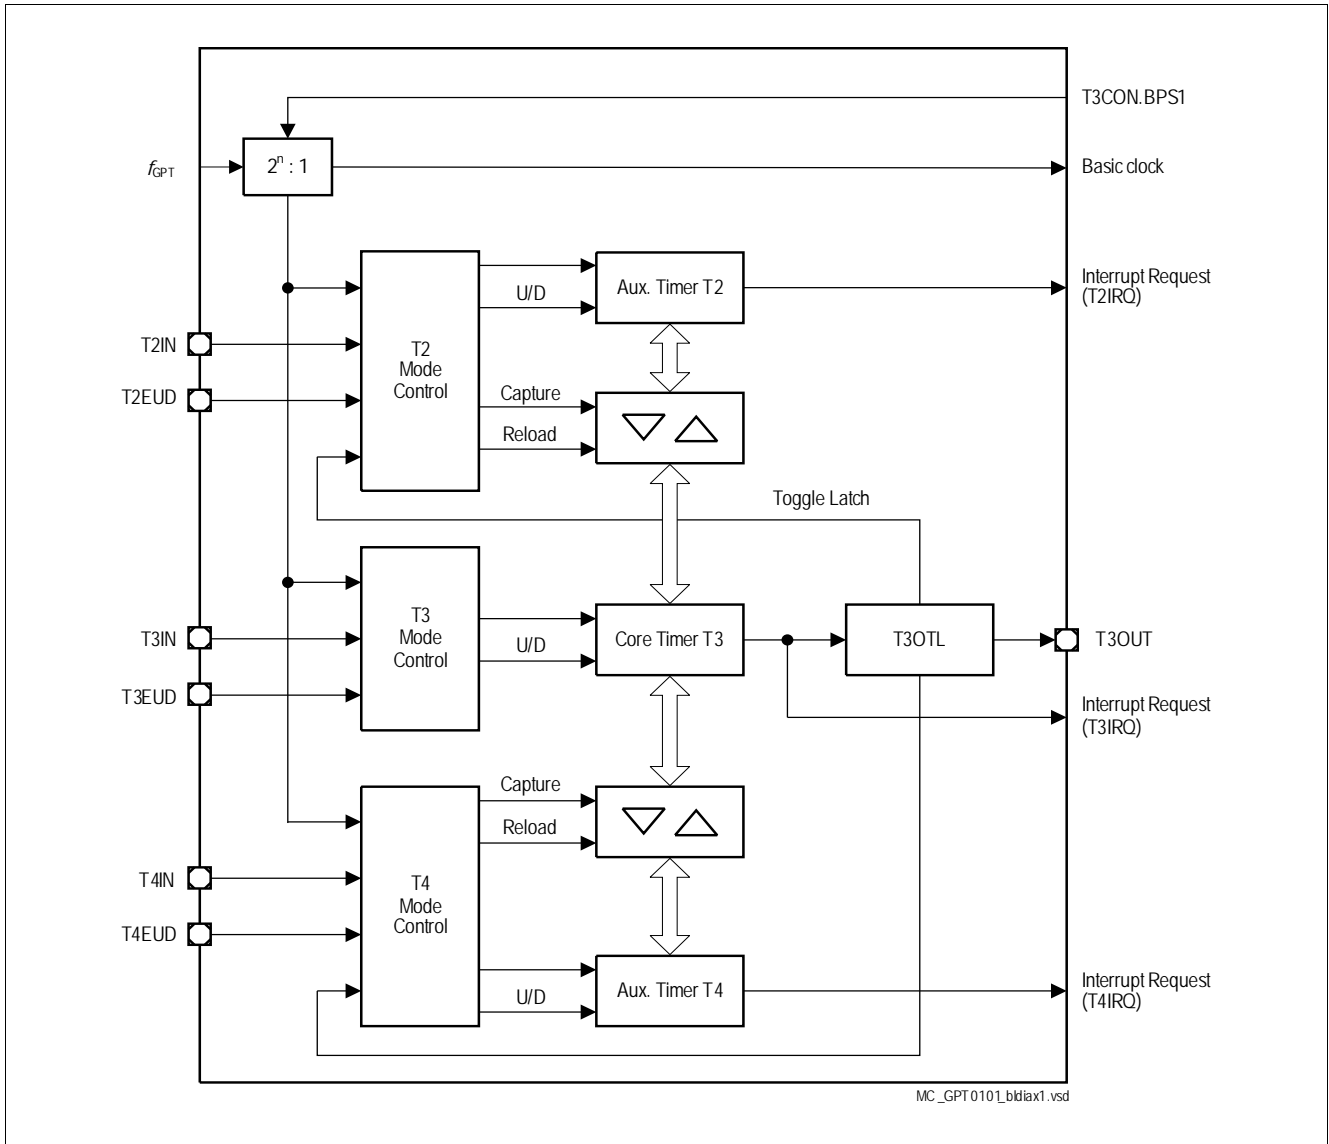 T3CON.BPS1
fGPT
2n : 1
Basic clock
Aux. Timer T2
Interrupt Request
(T2IRQ)
U/D
T2IN
T2
Mode
Control
T2EUD
Capture
Reload
Toggle Latch
T3IN
T3
Mode
Control
U/D
Core Timer T3
T3OTL
T3OUT
T3EUD
Interrupt Request
(T3IRQ)
Capture
Reload
T4IN
T4
Mode
Control
T4EUD
U/D
Aux. Timer T4
Interrupt Request
(T4IRQ)
MC_GPT0101_bldiax1.vsd